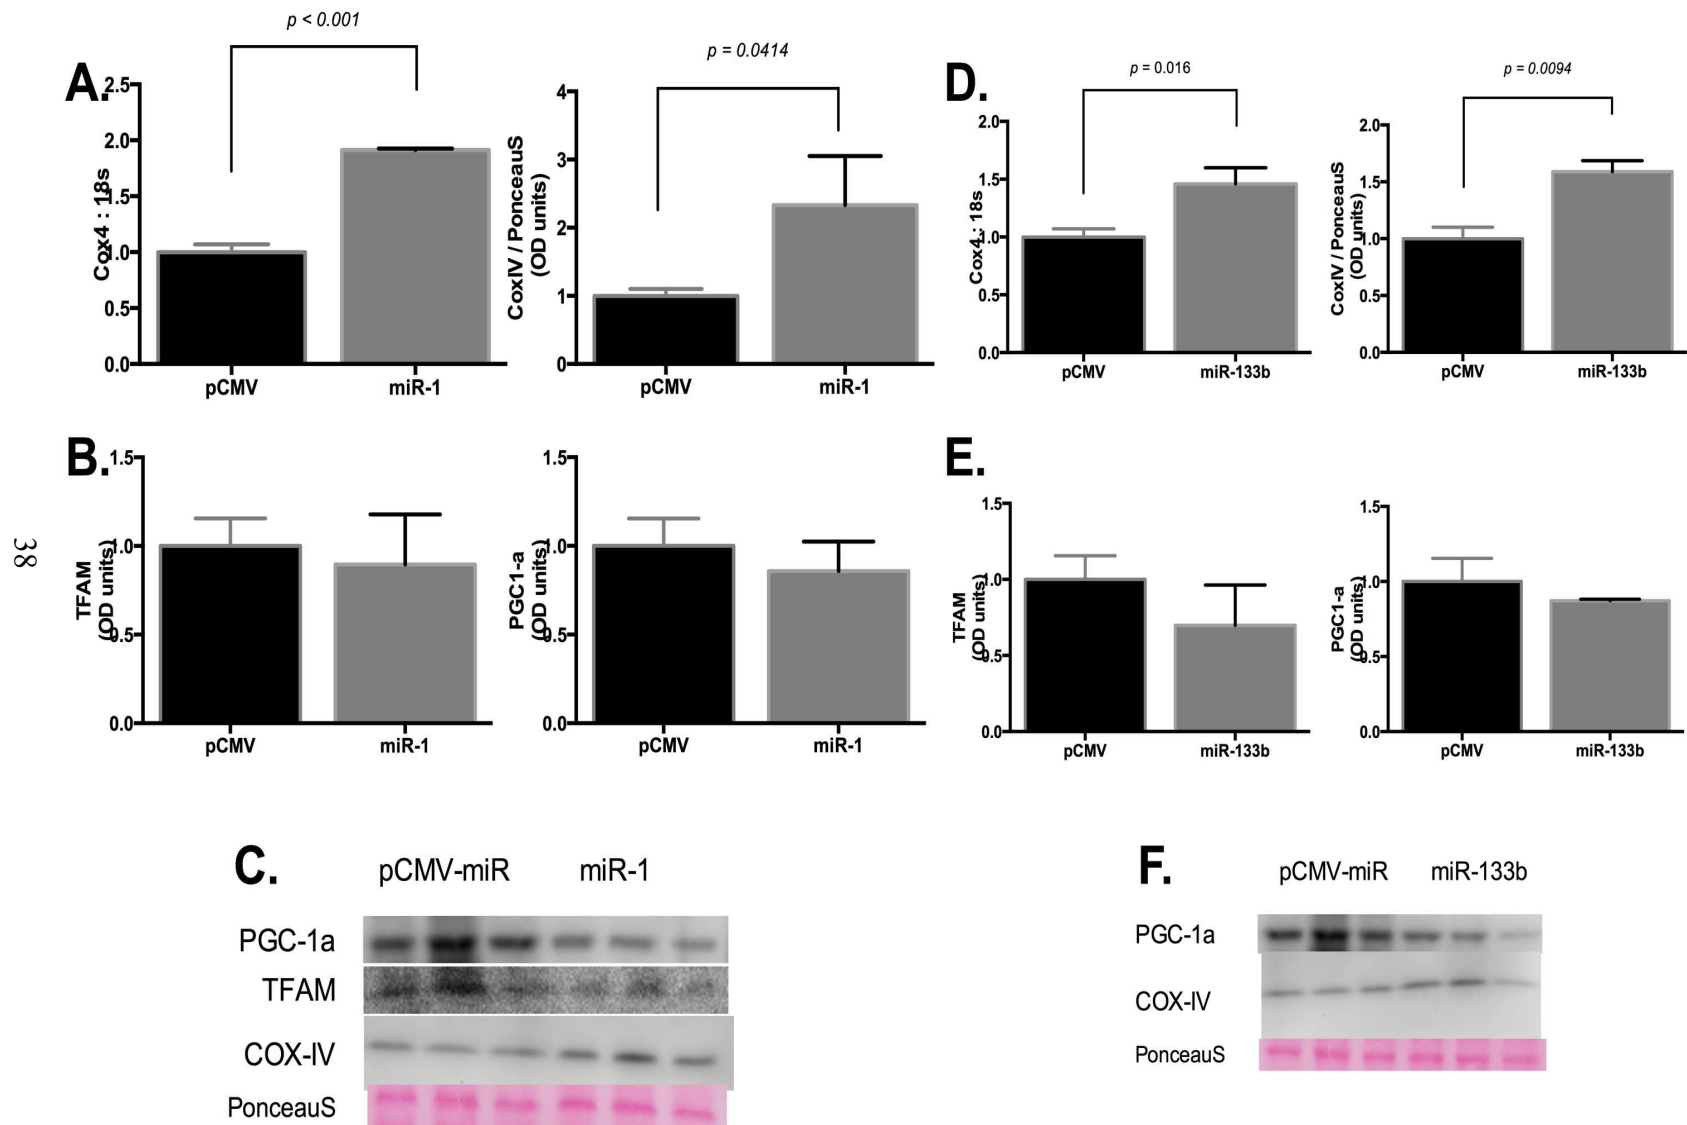 p < 0.001
A.
2.5
2.0
1.5
1.0
0.5
0.0
Cox4 : 18s
pCMV
miR-1
p = 0.0414
4
3
2
1
0
CoxIV / PonceauS
(OD units)
pCMV
miR-1
D.
p = 0.016
2.0
1.5
1.0
0.5
0.0
Cox4 : 18s
pCMV
miR-133b
p = 0.0094
2.0
1.5
1.0
0.5
0.0
CoxIV / PonceauS
(OD units)
pCMV
miR-133b
B.
1.5
1.0
0.5
0.0
TFAM
(OD units)
pCMV
miR-1
1.5
1.0
0.5
0.0
PGC1-a
(OD units)
pCMV
miR-1
E.
1.5
1.0
0.5
0.0
TFAM
(OD units)
pCMV
miR-133b
1.5
1.0
0.5
0.0
PGC1-a
(OD units)
pCMV
miR-133b
38
C.
pCMV-miR miR-1
PGC-1a
TFAM
COX-IV
PonceauS
F.
pCMV-miR miR-133b
PGC-1a
COX-IV
PonceauS